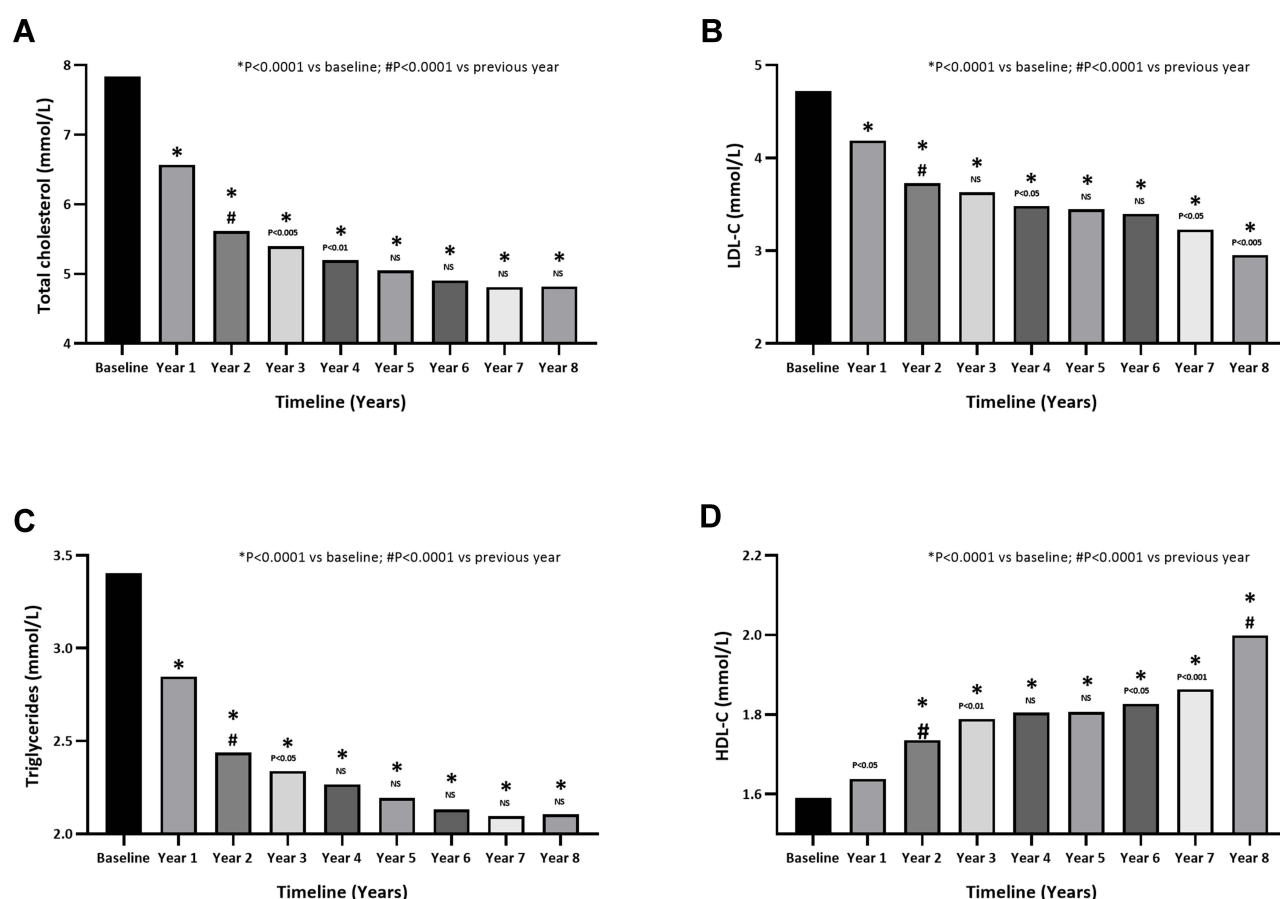 A
*P<0.0001 vs baseline; #P<0.0001 vs previous year
Total cholesterol (mmol/L)
8
7
6
5
4
*
*
#
*
P<0.005
*
P<0.01
*
NS
*
NS
*
NS
*
NS
Baseline Year 1 Year 2 Year 3 Year 4 Year 5 Year 6 Year 7 Year 8
Timeline (Years)
B
*P<0.0001 vs baseline; #P<0.0001 vs previous year
LDL-C (mmol/L)
5
4
3
2
*
*
#
*
NS
*
P<0.05
*
NS
*
NS
*
P<0.05
*
P<0.005
Baseline Year 1 Year 2 Year 3 Year 4 Year 5 Year 6 Year 7 Year 8
Timeline (Years)
C
*P<0.0001 vs baseline; #P<0.0001 vs previous year
Triglycerides (mmol/L)
3.5
3.0
2.5
2.0
*
*
#
*
P<0.05
*
NS
*
NS
*
NS
*
NS
*
NS
Baseline Year 1 Year 2 Year 3 Year 4 Year 5 Year 6 Year 7 Year 8
Timeline (Years)
D
*P<0.0001 vs baseline; #P<0.0001 vs previous year
HDL-C (mmol/L)
2.2
2.0
1.8
1.6
P<0.05
*
#
*
P<0.01
*
NS
*
NS
*
P<0.05
*
P<0.001
*
#
Baseline Year 1 Year 2 Year 3 Year 4 Year 5 Year 6 Year 7 Year 8
Timeline (Years)